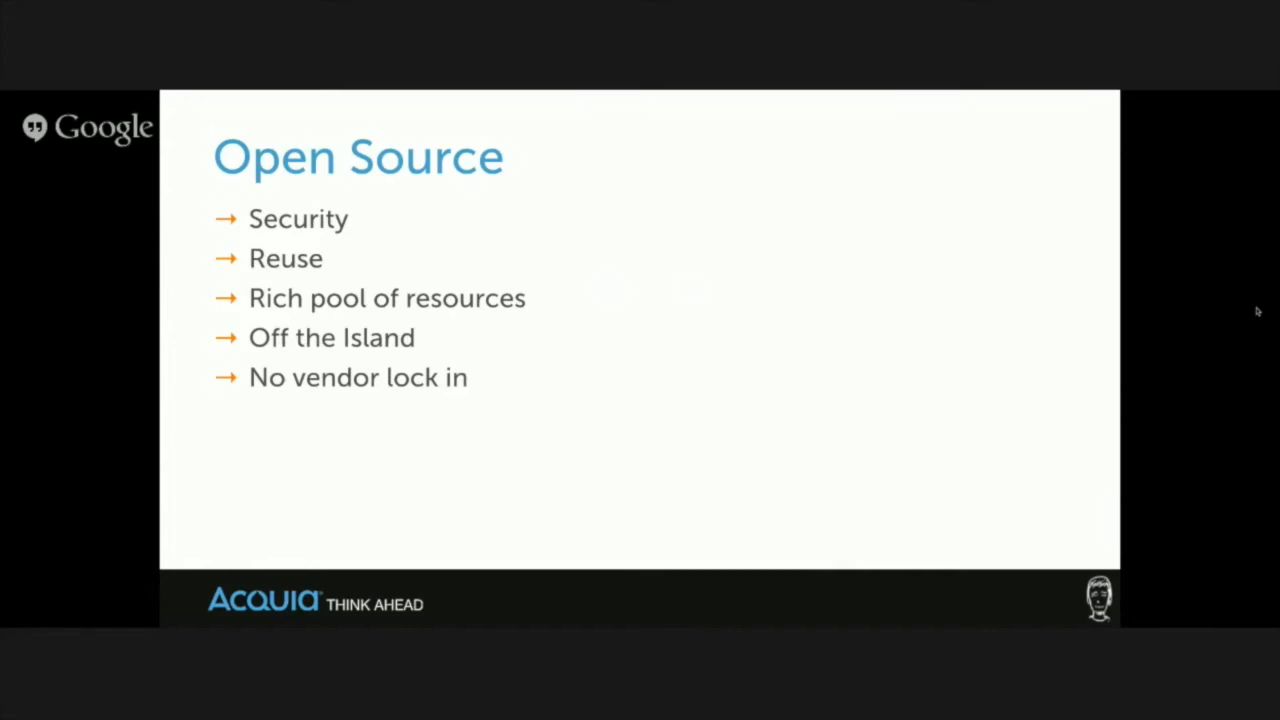 Google
Open Source
→ Security
→ Reuse
→ Rich pool of resources
→ Off the Island
→ No vendor lock in
Acquia THINK AHEAD